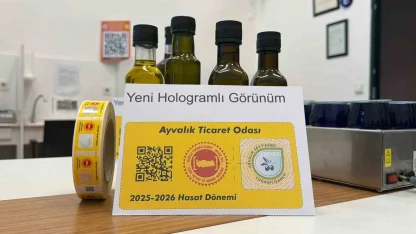 Yeni Hologramlı Görünüm
Ayvalık Ticaret Odası
2025-2026 Hasat Dönemi